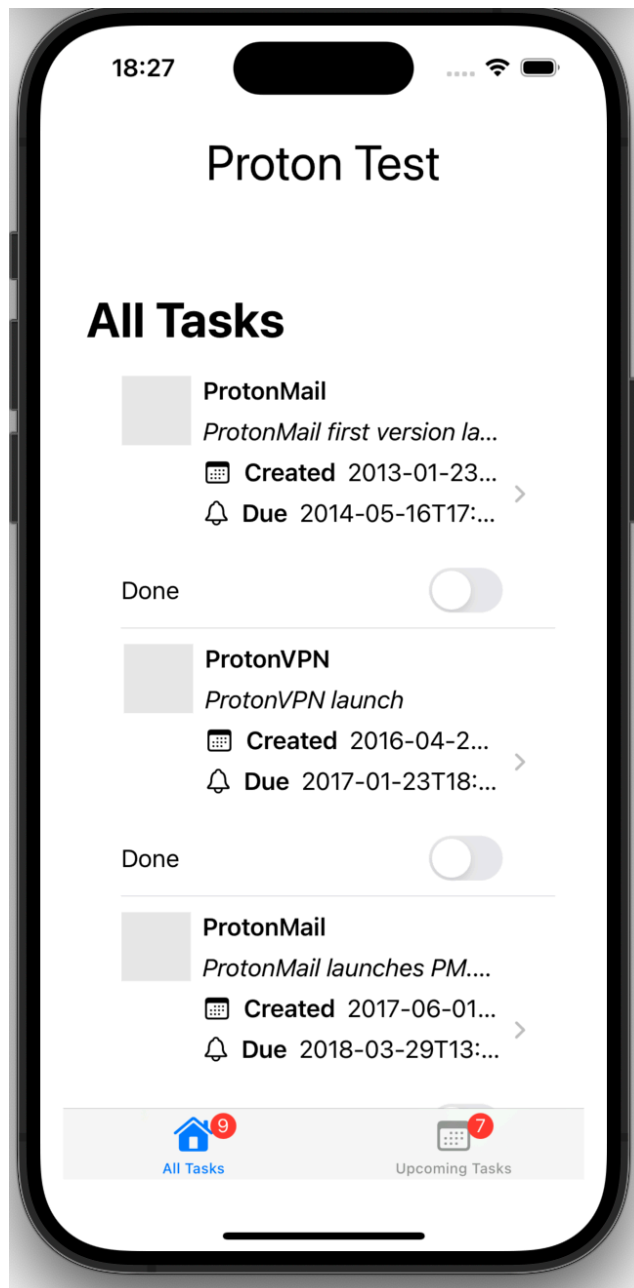 18:27
Proton Test
All Tasks
ProtonMail
ProtonMail first version la...
Created 2013-01-23...
Due 2014-05-16T17:...
Done
ProtonVPN
ProtonVPN launch
Created 2016-04-2...
Due 2017-01-23T18:...
Done
ProtonMail
ProtonMail launches PM....
Created 2017-06-01...
Due 2018-03-29T13:...
9 7
All Tasks Upcoming Tasks